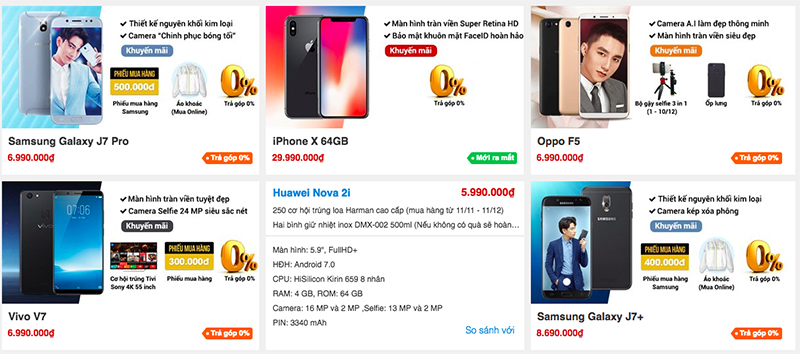 Thiết kế nguyên khối kim loại
Camera “Chinh phục bóng tối”
Khuyến mãi
PHIẾU MUA HÀNG
500.000đ
Phiếu mua hàng
Samsung
Áo khoác
(Mua Online)
0%
Trả góp 0%
Samsung Galaxy J7 Pro
6.990.000₫
Trả góp 0%
Màn hình tràn viền Super Retina HD
Bảo mật khuôn mặt FaceID hoàn hảo
Khuyến mãi
0%
Trả góp 0%
iPhone X 64GB
29.990.000₫
Mới ra mắt
Camera A.I làm đẹp thông minh
Màn hình tràn viền siêu đẹp
Khuyến mãi
Bộ gậy selfie 3 in 1
(1 - 10/12)
Ốp lưng
0%
Trả góp 0%
Oppo F5
6.990.000₫
Trả góp 0%
Màn hình tràn viền tuyệt đẹp
Camera Selfie 24 MP siêu sắc nét
Khuyến mãi
07:06
Cơ hội trúng Tivi
Sony 4K 55 inch
PHIẾU MUA HÀNG
300.000đ
0%
Trả góp 0%
vivo
Vivo V7
6.990.000₫
Trả góp 0%
Huawei Nova 2i
5.990.000₫
250 cơ hội trúng loa Harman cao cấp (mua hàng từ 11/11 - 11/12)
Hai bình giữ nhiệt inox DMX-002 500ml (Nếu không có quà sẽ hoàn…
Màn hình: 5.9", FullHD+
HĐH: Android 7.0
CPU: HiSilicon Kirin 659 8 nhân
RAM: 4 GB, ROM: 64 GB
Camera: 16 MP và 2 MP ,Selfie: 13 MP và 2 MP
PIN: 3340 mAh
So sánh với
Thiết kế nguyên khối kim loại
Camera kép xóa phông
Khuyến mãi
SAMSUNG
PHIẾU MUA HÀNG
400.000đ
Phiếu mua hàng
Samsung
Áo khoác
(Mua Online)
0%
Trả góp 0%
Samsung Galaxy J7+
8.690.000₫
Trả góp 0%